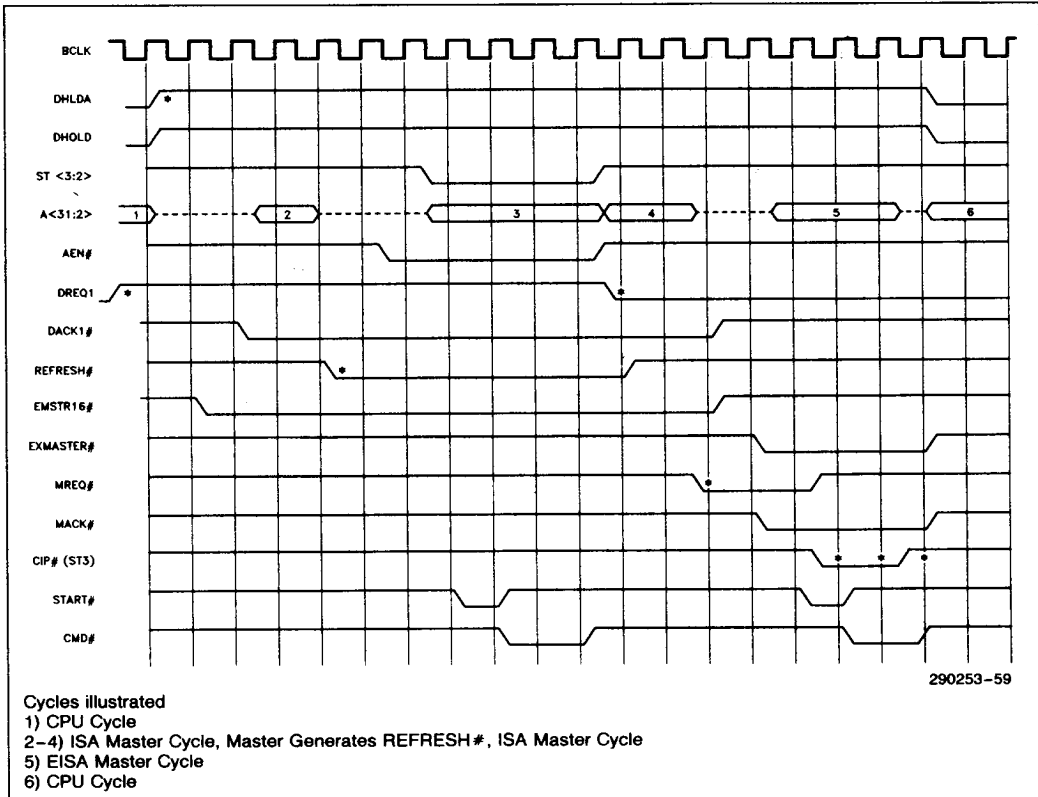 BCLK
DHLDA
*
DHOLD
ST <3:2>
A<31:2>
1
2
3
4
5
6
AEN#
DREQ1
*
*
DACK1#
REFRESH#
*
EMSTR16#
EXMASTER#
MREQ#
*
MACK#
CIP# (ST3)
*
*
*
START#
CMD#
290253-59
Cycles illustrated
1) CPU Cycle
2-4) ISA Master Cycle, Master Generates REFRESH#, ISA Master Cycle
5) EISA Master Cycle
6) CPU Cycle